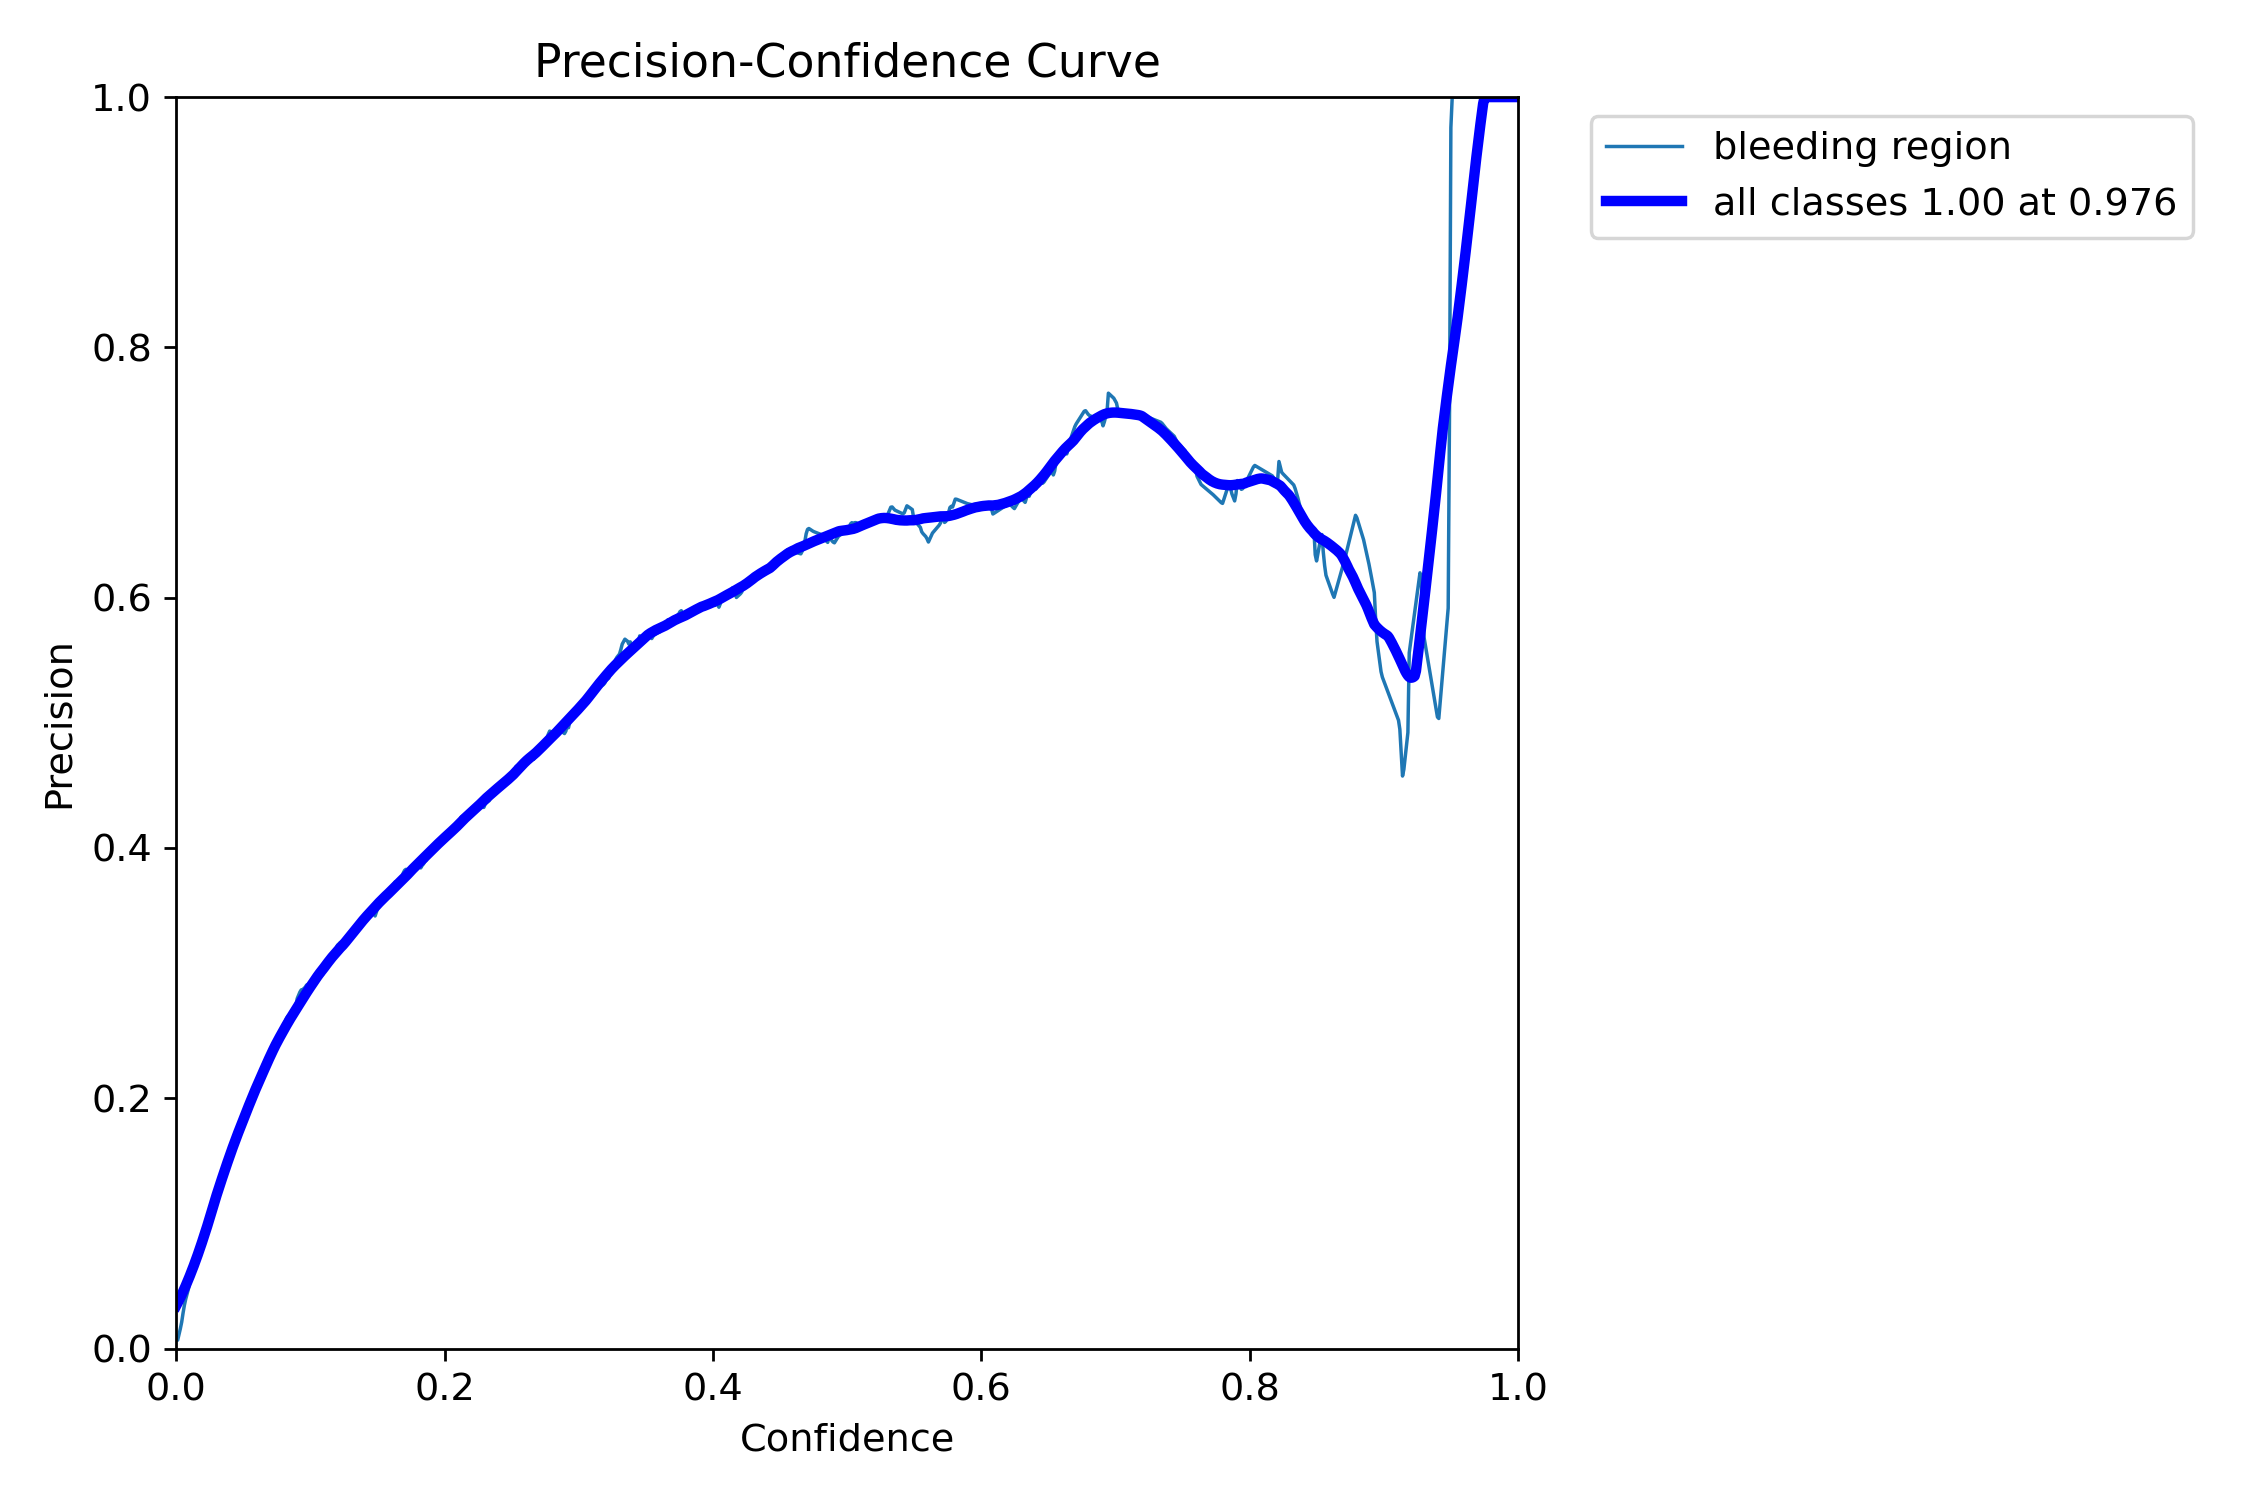 Precision-Confidence Curve
1.0
0.8
0.6
0.4
0.2
0.0
Precision
0.0 0.2 0.4 0.6 0.8 1.0
Confidence
bleeding region
all classes 1.00 at 0.976